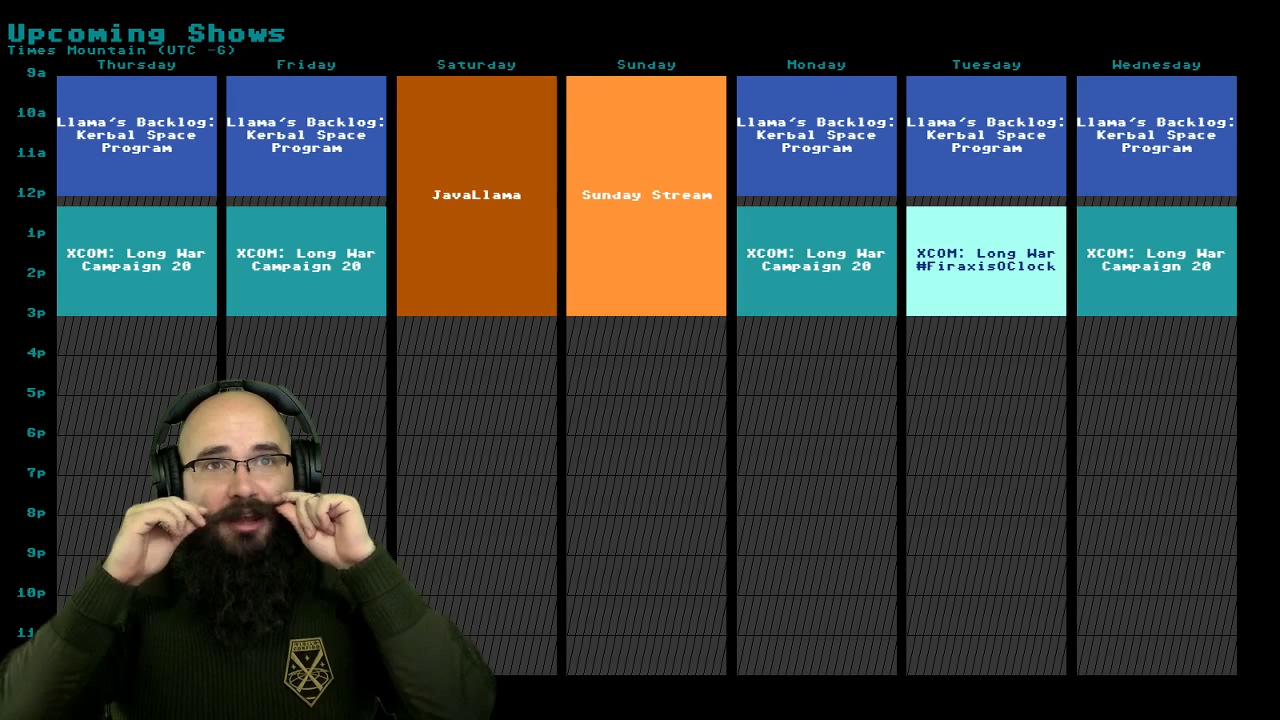 Upcoming Shows
Times Mountain (UTC -6)
Thursday Friday Saturday Sunday Monday Tuesday Wednesday
9a
10a
11a
12p
1p
2p
3p
4p
5p
6p
7p
8p
9p
10p
Llama's Backlog:
Kerbal Space
Program
XCOM: Long War
Campaign 20
Llama's Backlog:
Kerbal Space
Program
XCOM: Long War
Campaign 20
JavaLlama
Sunday Stream
Llama's Backlog:
Kerbal Space
Program
XCOM: Long War
Campaign 20
Llama's Backlog:
Kerbal Space
Program
XCOM: Long War
#FiraxisOClock
Llama's Backlog:
Kerbal Space
Program
XCOM: Long War
Campaign 20